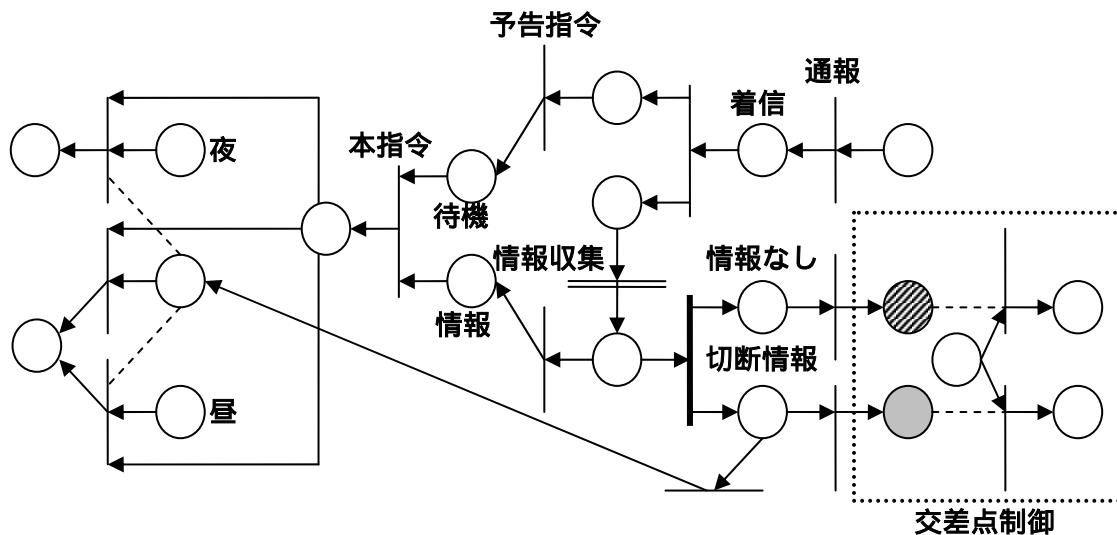 予告指令
通報
着信
夜
本指令
待機
情報収集
情報なし
情報
切断情報
昼
交差点制御